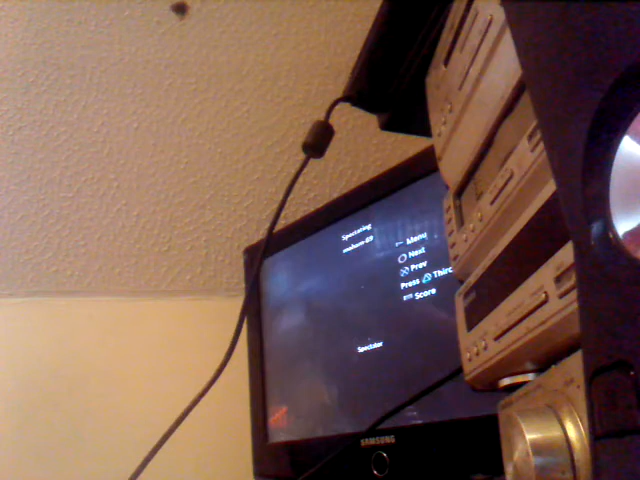 Spectating
Menu
Next
Prev
Press Third
Score
Spectator
SAMSUNG